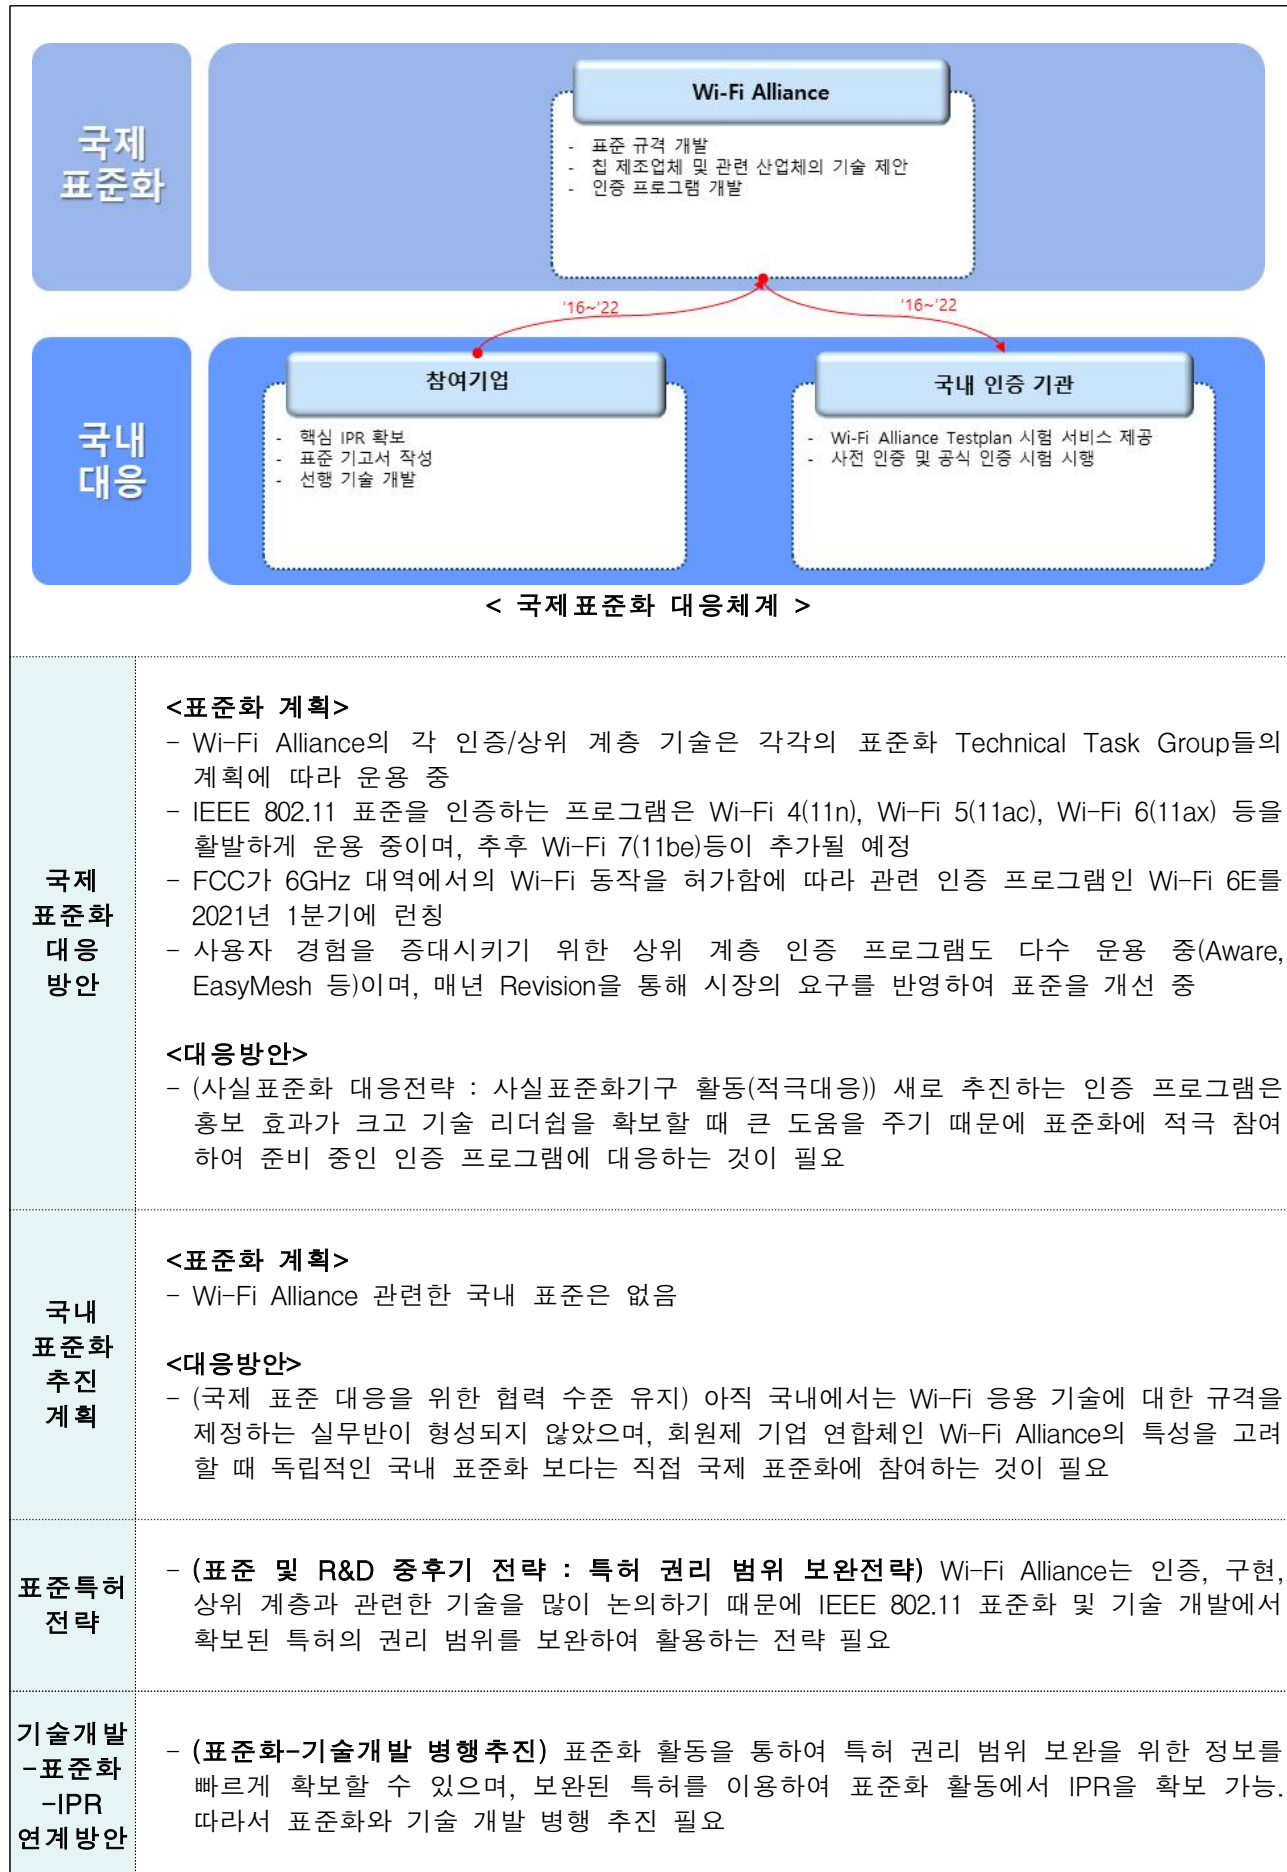 국제
표준화
Wi-Fi Alliance
- 표준 규격 개발
- 칩 제조업체 및 관련 산업체의 기술 제안
- 인증 프로그램 개발
'16~'22
'16~'22
국내
대응
참여기업
- 핵심 IPR 확보
- 표준 기고서 작성
- 선행 기술 개발
국내 인증 기관
- Wi-Fi Alliance Testplan 시험 서비스 제공
- 사전 인증 및 공식 인증 시험 시행
< 국제표준화 대응체계 >
국제
표준화
대응
방안
<표준화 계획>
- Wi-Fi Alliance의 각 인증/상위 계층 기술은 각각의 표준화 Technical Task Group들의
계획에 따라 운용 중
- IEEE 802.11 표준을 인증하는 프로그램은 Wi-Fi 4(11n), Wi-Fi 5(11ac), Wi-Fi 6(11ax) 등을
활발하게 운용 중이며, 추후 Wi-Fi 7(11be)등이 추가될 예정
- FCC가 6GHz 대역에서의 Wi-Fi 동작을 허가함에 따라 관련 인증 프로그램인 Wi-Fi 6E를
2021년 1분기에 런칭
- 사용자 경험을 증대시키기 위한 상위 계층 인증 프로그램도 다수 운용 중(Aware,
EasyMesh 등)이며, 매년 Revision을 통해 시장의 요구를 반영하여 표준을 개선 중
<대응방안>
- (사실표준화 대응전략 : 사실표준화기구 활동(적극대응)) 새로 추진하는 인증 프로그램은
홍보 효과가 크고 기술 리더쉽을 확보할 때 큰 도움을 주기 때문에 표준화에 적극 참여
하여 준비 중인 인증 프로그램에 대응하는 것이 필요
국내
표준화
추진
계획
<표준화 계획>
- Wi-Fi Alliance 관련한 국내 표준은 없음
<대응방안>
- (국제 표준 대응을 위한 협력 수준 유지) 아직 국내에서는 Wi-Fi 응용 기술에 대한 규격을
제정하는 실무반이 형성되지 않았으며, 회원제 기업 연합체인 Wi-Fi Alliance의 특성을 고려
할 때 독립적인 국내 표준화 보다는 직접 국제 표준화에 참여하는 것이 필요
표준특허
전략
- (표준 및 R&D 중후기 전략 : 특허 권리 범위 보완전략) Wi-Fi Alliance는 인증, 구현,
상위 계층과 관련한 기술을 많이 논의하기 때문에 IEEE 802.11 표준화 및 기술 개발에서
확보된 특허의 권리 범위를 보완하여 활용하는 전략 필요
기술개발
-표준화
-IPR
연계방안
- (표준화-기술개발 병행추진) 표준화 활동을 통하여 특허 권리 범위 보완을 위한 정보를
빠르게 확보할 수 있으며, 보완된 특허를 이용하여 표준화 활동에서 IPR을 확보 가능.
따라서 표준화와 기술 개발 병행 추진 필요